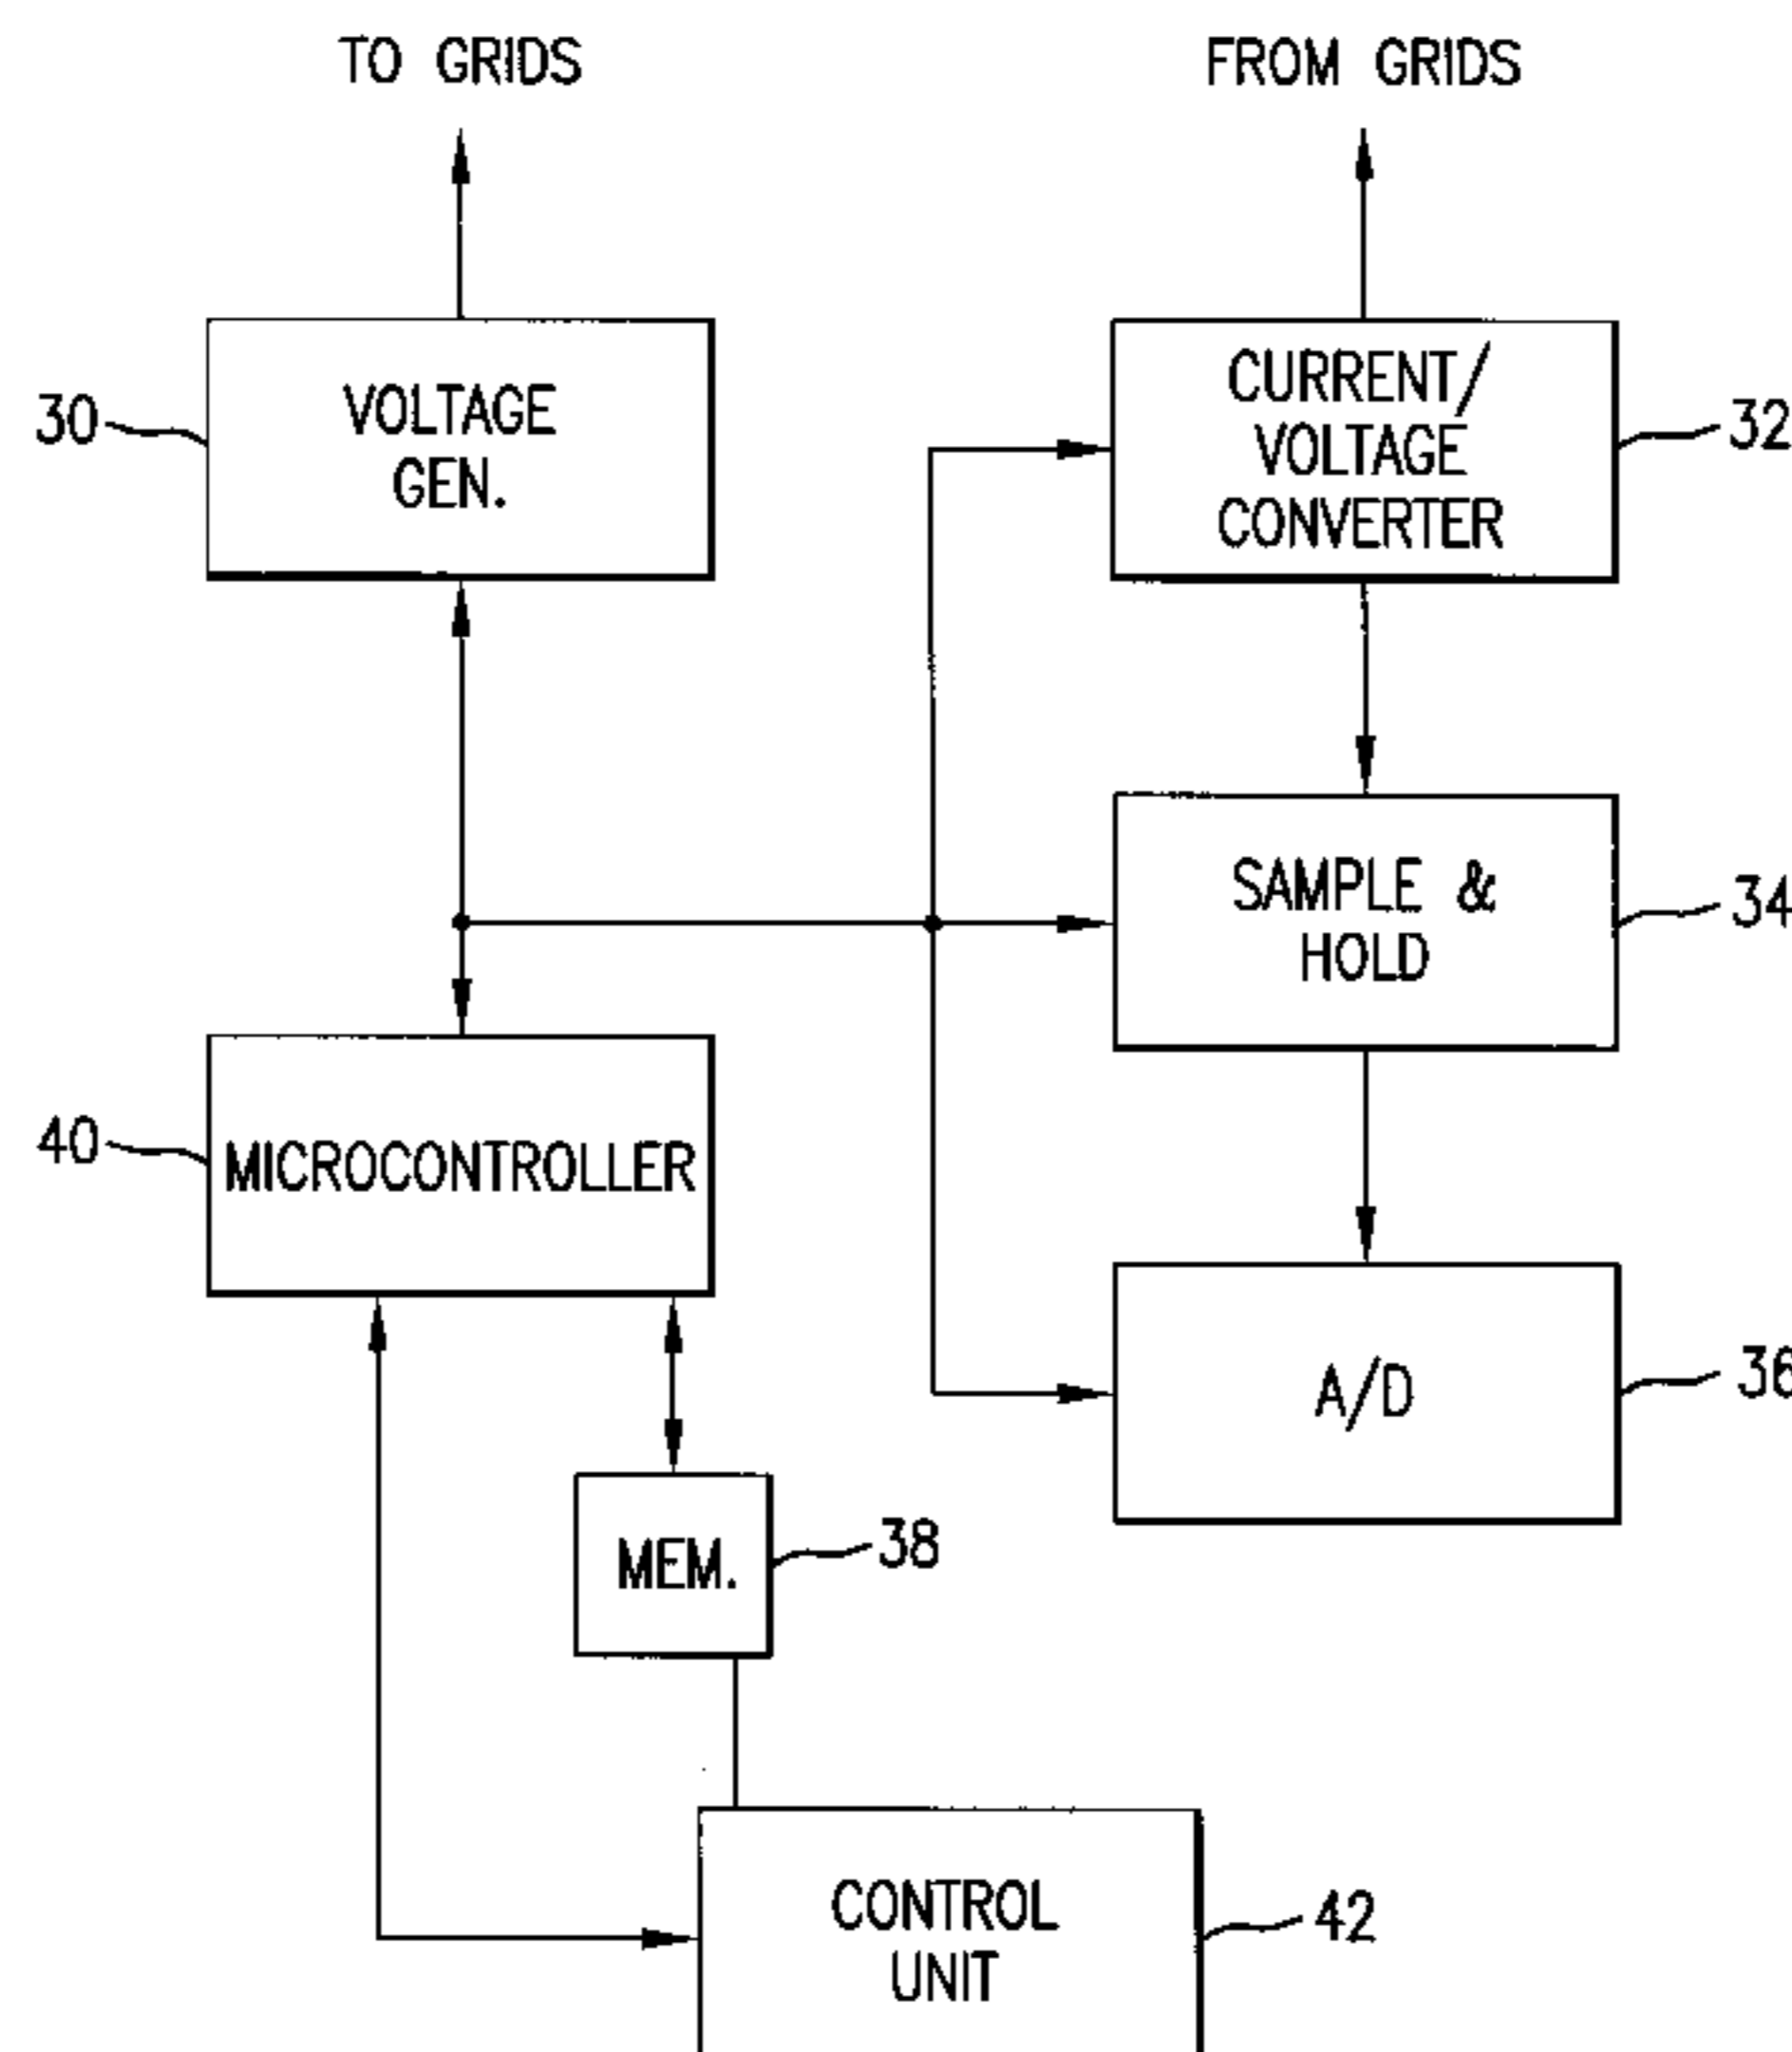 TO GRIDS
FROM GRIDS
30
VOLTAGE
GEN.
CURRENT/
VOLTAGE
CONVERTER
32
SAMPLE &
HOLD
34
40
MICROCONTROLLER
A/D
36
MEM.
38
CONTROL
UNIT
42